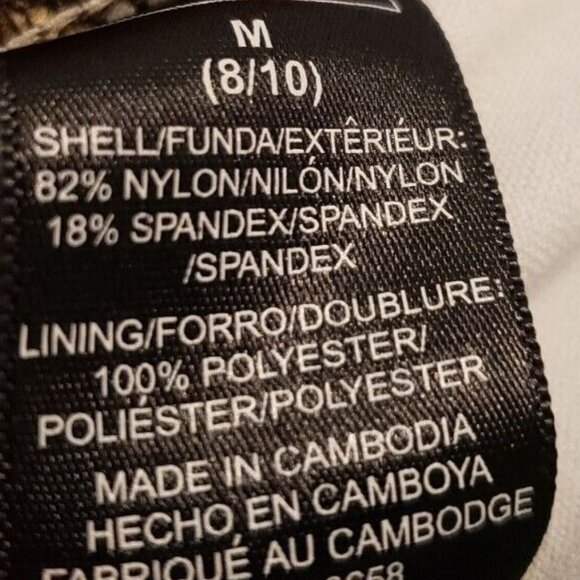 M
(8/10)
SHELL/FUNDA/EXTÊRIÉUR:
82% NYLON/NILÓN/NYLON
18% SPANDEX/SPANDEX
/SPANDEX
LINING/FORRO/DOUBLURE:
100% POLYESTER/
POLIÉSTER/POLYESTER
MADE IN CAMBODIA
HECHO EN CAMBOYA
FABRIQUÉ AU CAMBODGE